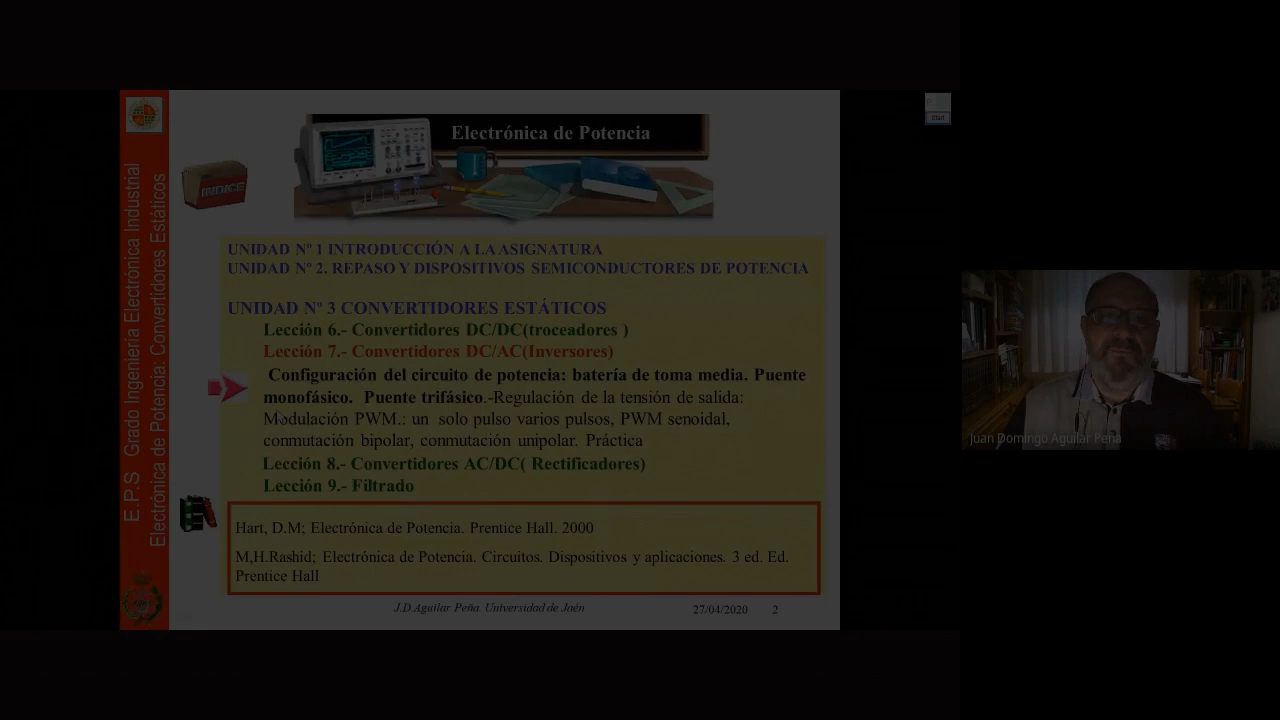 Electrónica de Potencia
INDICE
E.P.S Grado Ingeniería Electrónica Industrial
Electrónica de Potencia: Convertidores Estáticos
UNIDAD Nº 1 INTRODUCCIÓN A LA ASIGNATURA
UNIDAD Nº 2. REPASO Y DISPOSITIVOS SEMICONDUCTORES DE POTENCIA
UNIDAD Nº 3 CONVERTIDORES ESTÁTICOS
Lección 6.- Convertidores DC/DC(troceadores )
Lección 7.- Convertidores DC/AC(Inversores)
Configuración del circuito de potencia: batería de toma media. Puente
monofásico. Puente trifásico.-Regulación de la tensión de salida:
Modulación PWM.: un solo pulso varios pulsos, PWM senoidal,
conmutación bipolar, conmutación unipolar. Práctica
Lección 8.- Convertidores AC/DC( Rectificadores)
Lección 9.- Filtrado
Hart, D.M; Electrónica de Potencia. Prentice Hall. 2000
M,H.Rashid; Electrónica de Potencia. Circuitos. Dispositivos y aplicaciones. 3 ed. Ed.
Prentice Hall
J.D.Aguilar Peña. Universidad de Jaén
27/04/2020 2
Start
Juan Domingo Aguilar Peña